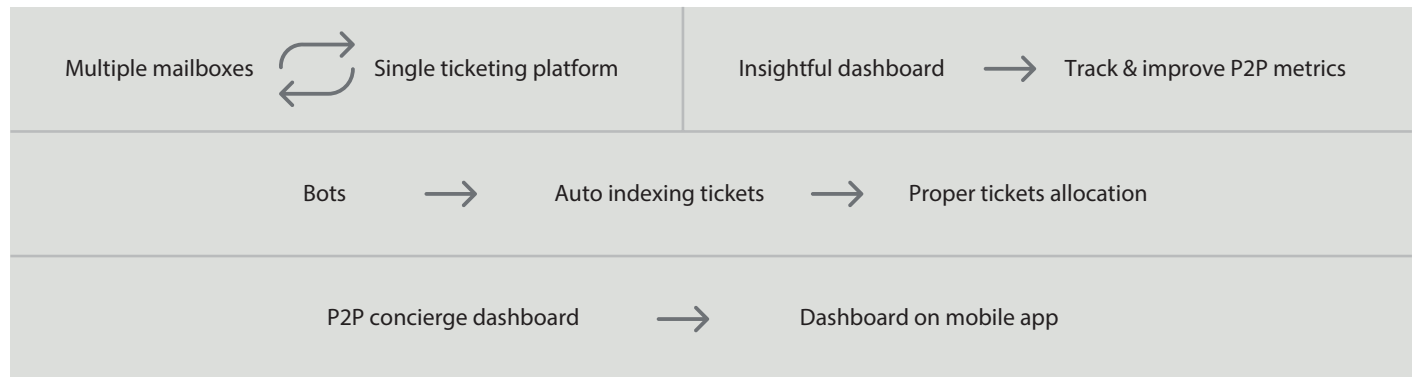 Multiple mailboxes Single ticketing platform
Insightful dashboard Track & improve P2P metrics
Bots Auto indexing tickets Proper tickets allocation
P2P concierge dashboard Dashboard on mobile app